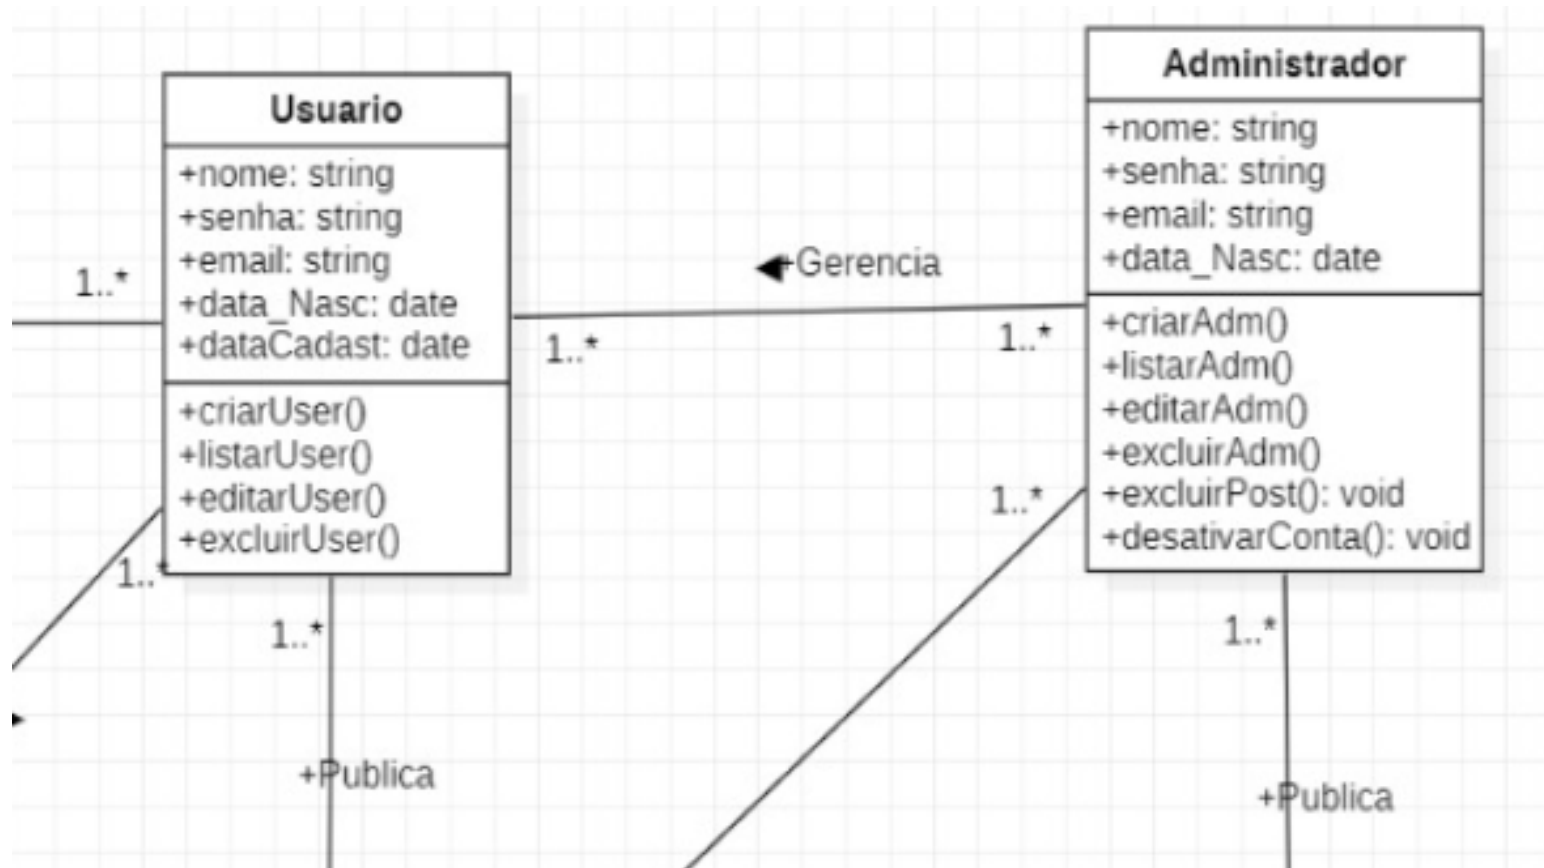 Usuario
+nome: string
+senha: string
+email: string
+data_Nasc: date
+dataCadast: date
+criarUser()
+listarUser()
+editarUser()
+excluirUser()
1..*
1..*
1..*
+Publica
+Gerencia
1..*
1..*
Administrador
+nome: string
+senha: string
+email: string
+data_Nasc: date
+criarAdm()
+listarAdm()
+editarAdm()
+excluirAdm()
+excluirPost(): void
+desativarConta(): void
1..*
1..*
+Publica